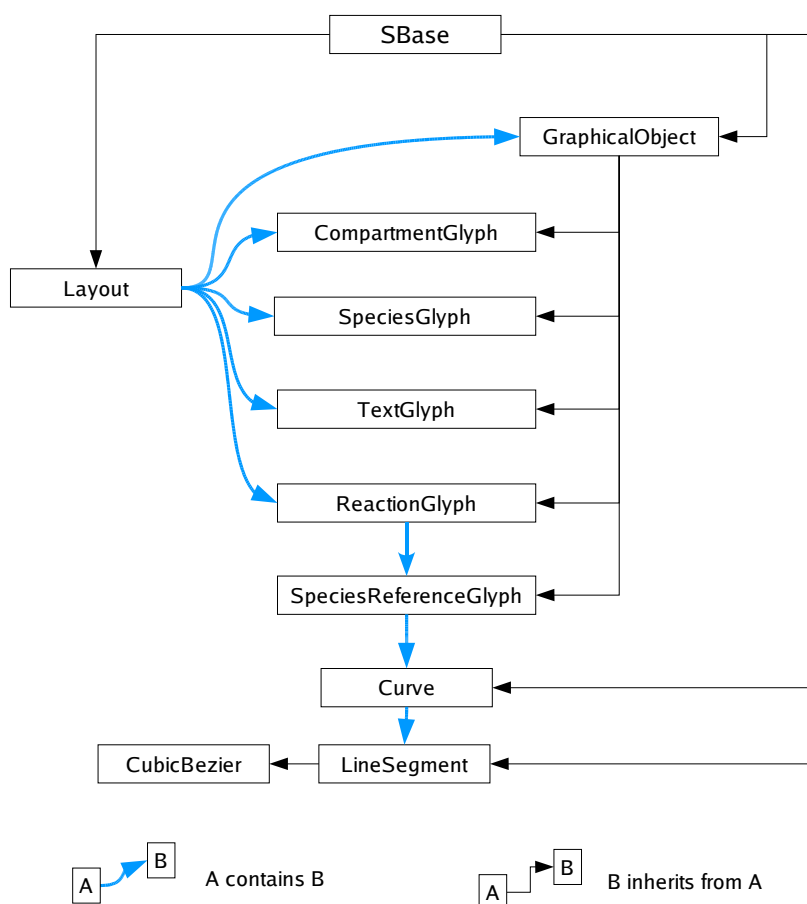 SBase
GraphicalObject
CompartmentGlyph
Layout
SpeciesGlyph
TextGlyph
ReactionGlyph
SpeciesReferenceGlyph
Curve
CubicBezier
LineSegment
A
B
A contains B
A
B
B inherits from A